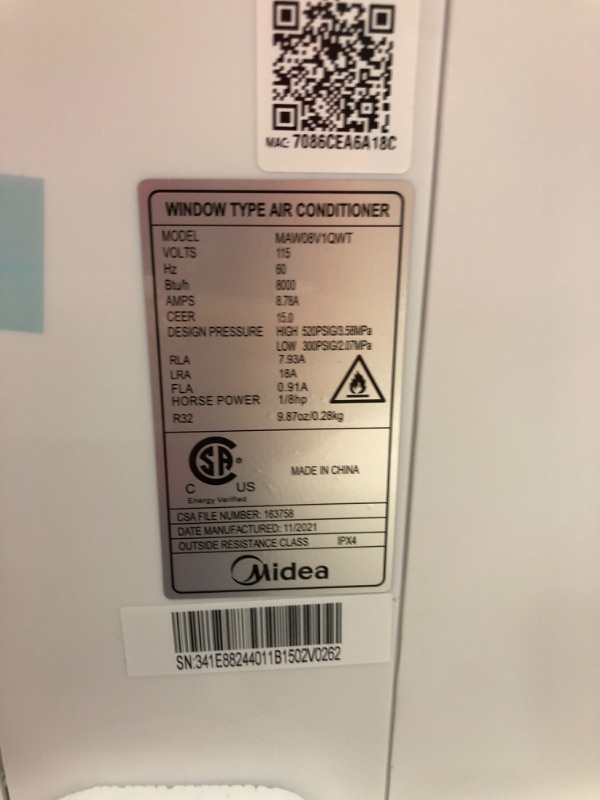 MAC: 7086CEA6A18C
WINDOW TYPE AIR CONDITIONER
MODEL MAW08V1QWT
VOLTS 115
Hz 60
Btu/h 8000
AMPS 8.78A
CEER 15.0
DESIGN PRESSURE HIGH 520PSIG/3.58MPa
LOW 300PSIG/2.07MPa
RLA 7.93A
LRA 18A
FLA 0.91A
HORSE POWER 1/8hp
R32 9.87oz/0.28kg
CSA ®
C US
Energy Verified
MADE IN CHINA
CSA FILE NUMBER: 163758
DATE MANUFACTURED: 11/2021
OUTSIDE RESISTANCE CLASS IPX4
Midea
SN:341E88244011B1502V0262